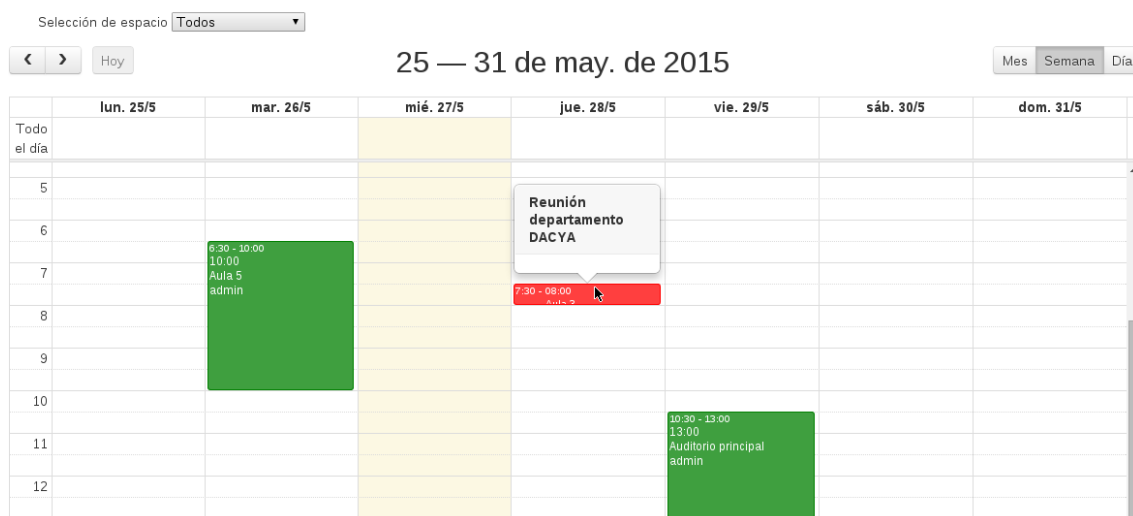 Selección de espacio Todos
Hoy
25 — 31 de may. de 2015
Mes Semana Día
lun. 25/5 mar. 26/5 mié. 27/5 jue. 28/5 vie. 29/5 sáb. 30/5 dom. 31/5
Todo
el día
5
Reunión
departamento
DACYA
6
6:30 - 10:00
10:00
Aula 5
admin
7
7:30 - 08:00
8
9
10
10:30 - 13:00
13:00
Auditorio principal
admin
11
12